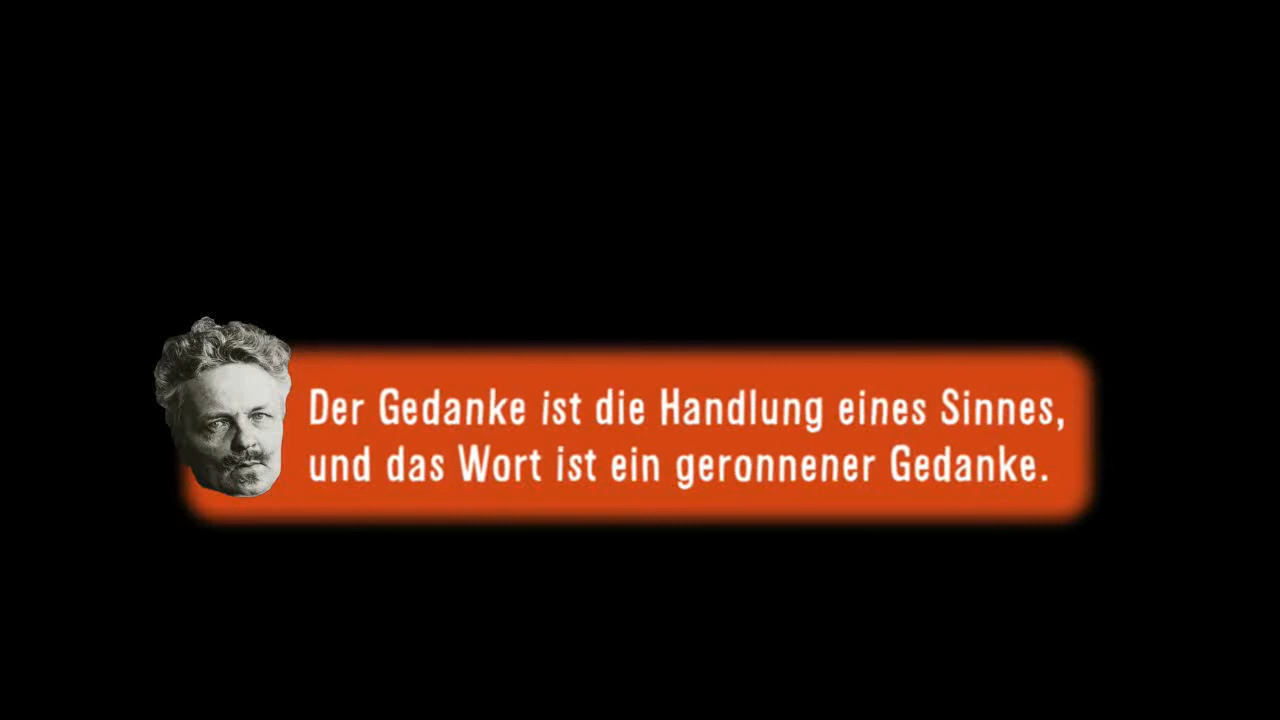 Der Gedanke ist die Handlung eines Sinnes,
und das Wort ist ein geronnener Gedanke.